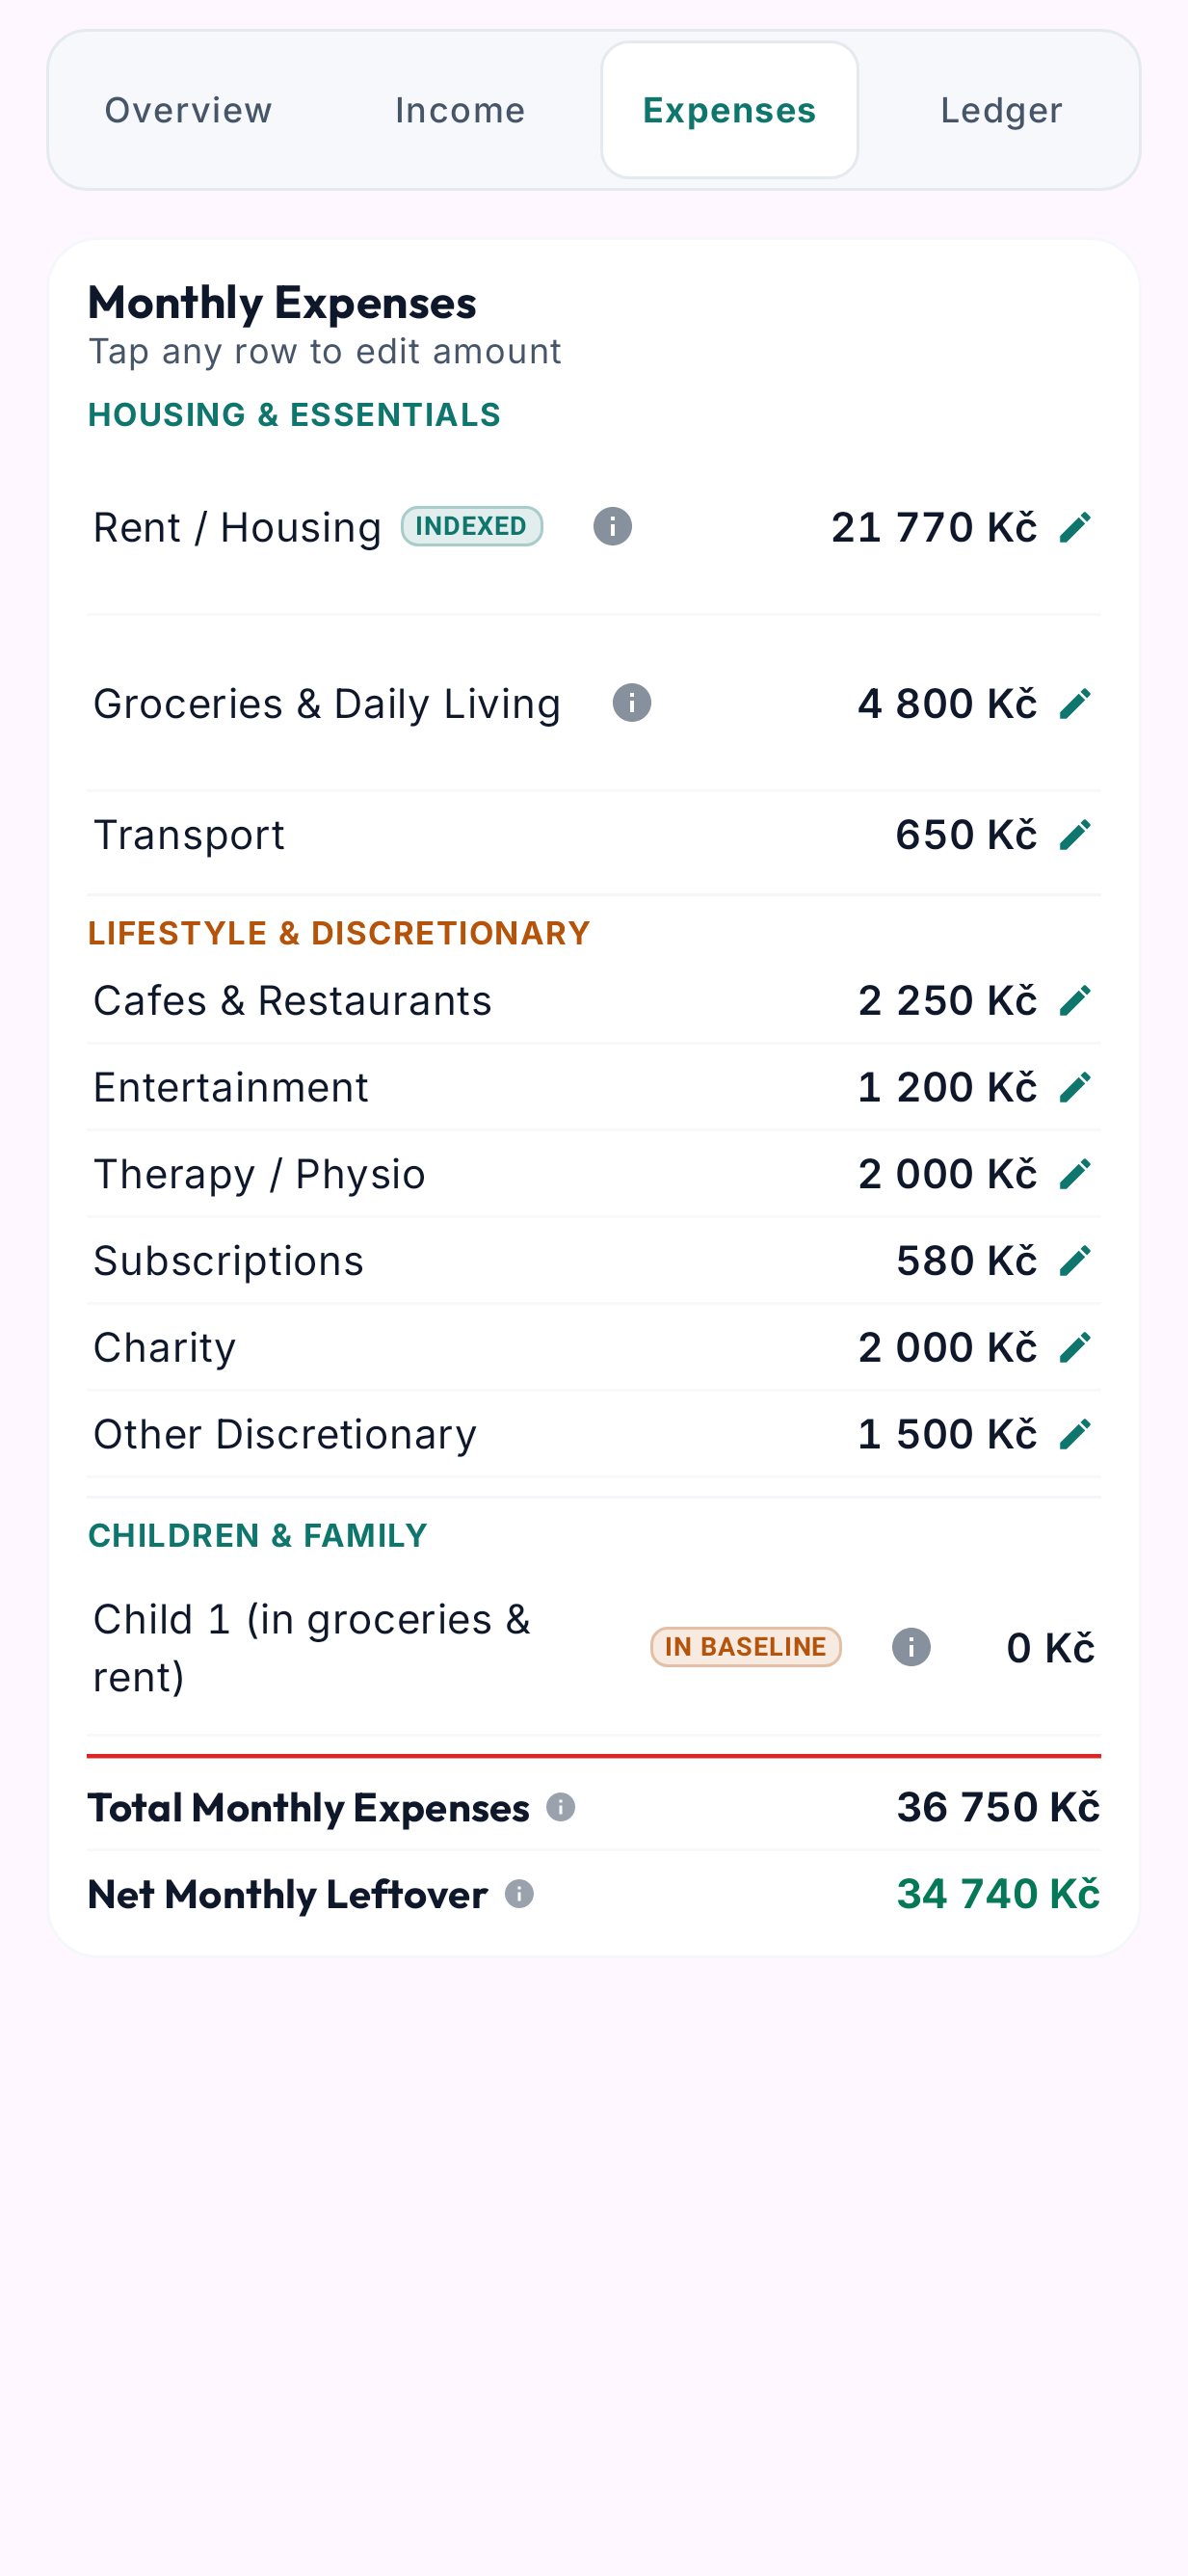 Overview Income Expenses Ledger
Monthly Expenses
Tap any row to edit amount
HOUSING & ESSENTIALS
Rent / Housing INDEXED 21 770 Kč
Groceries & Daily Living 4 800 Kč
Transport 650 Kč
LIFESTYLE & DISCRETIONARY
Cafes & Restaurants 2 250 Kč
Entertainment 1 200 Kč
Therapy / Physio 2 000 Kč
Subscriptions 580 Kč
Charity 2 000 Kč
Other Discretionary 1 500 Kč
CHILDREN & FAMILY
Child 1 (in groceries &
rent) IN BASELINE 0 Kč
Total Monthly Expenses 36 750 Kč
Net Monthly Leftover 34 740 Kč